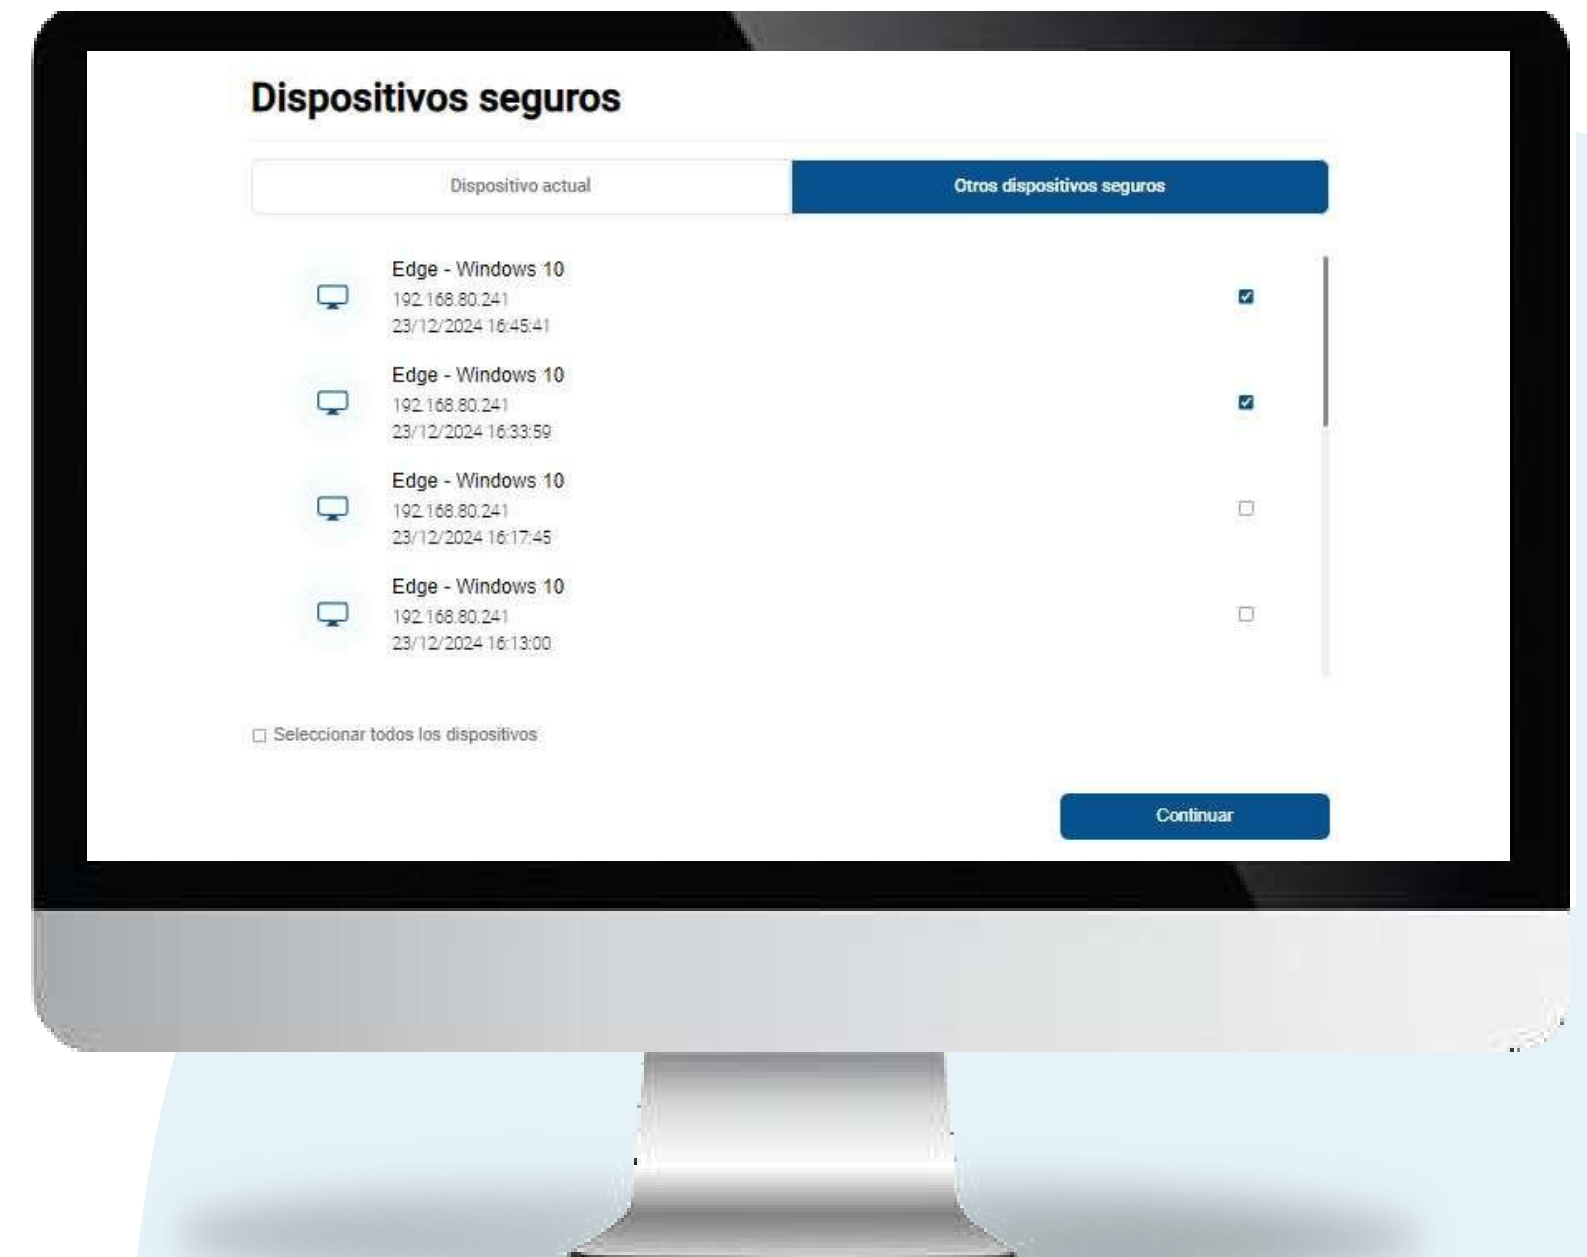 Dispositivos seguros
Dispositivo actual
Otros dispositivos seguros
Edge - Windows 10
192.168.80.241
23/12/2024 16:45:41
Edge - Windows 10
192.168.80.241
23/12/2024 16:33:59
Edge - Windows 10
192.168.80.241
23/12/2024 16:17:45
Edge - Windows 10
192.168.80.241
23/12/2024 16:13:00
Seleccionar todos los dispositivos
Continuar